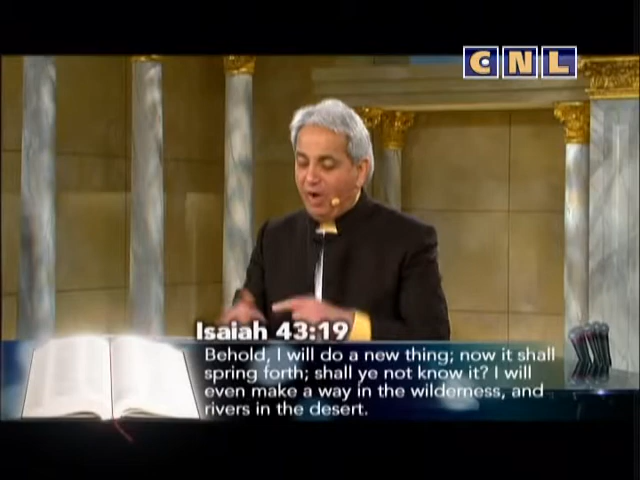 CNL
Isaiah 43:19
Behold, I will do a new thing; now it shall
spring forth; shall ye not know it? I will
even make a way in the wilderness, and
rivers in the desert.